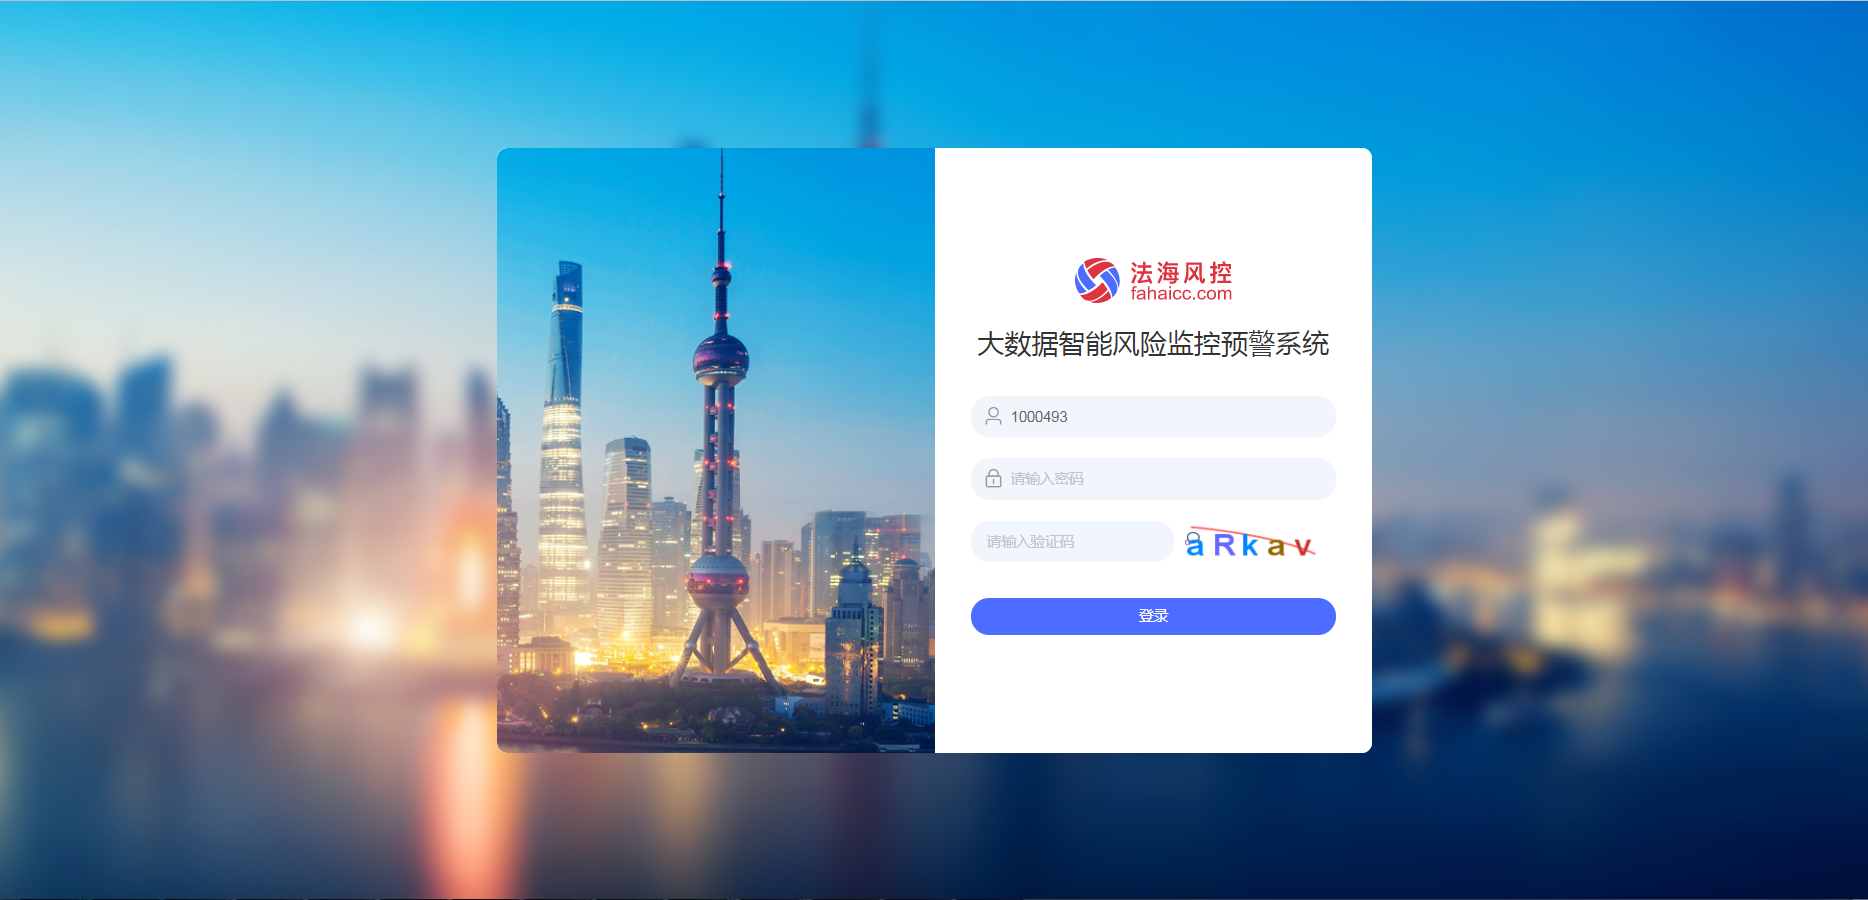 法海风控
fahaicc.com
大数据智能风险监控预警系统
1000493
请输入密码
请输入验证码
aRkav
登录